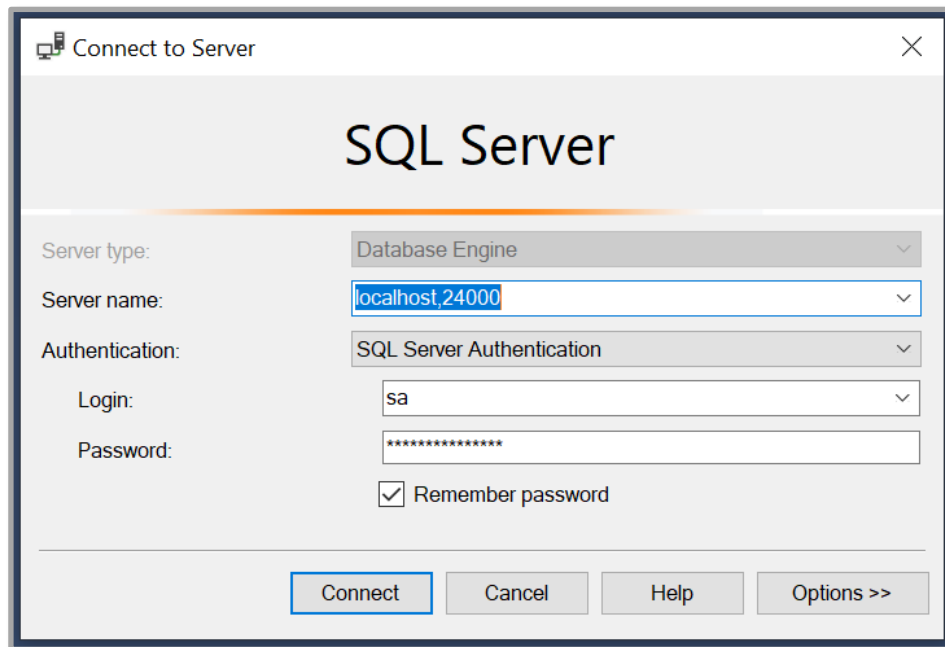 Connect to Server
SQL Server
Server type: Database Engine
Server name: localhost,24000
Authentication: SQL Server Authentication
Login: sa
Password: ***************
Remember password
Connect Cancel Help Options >>